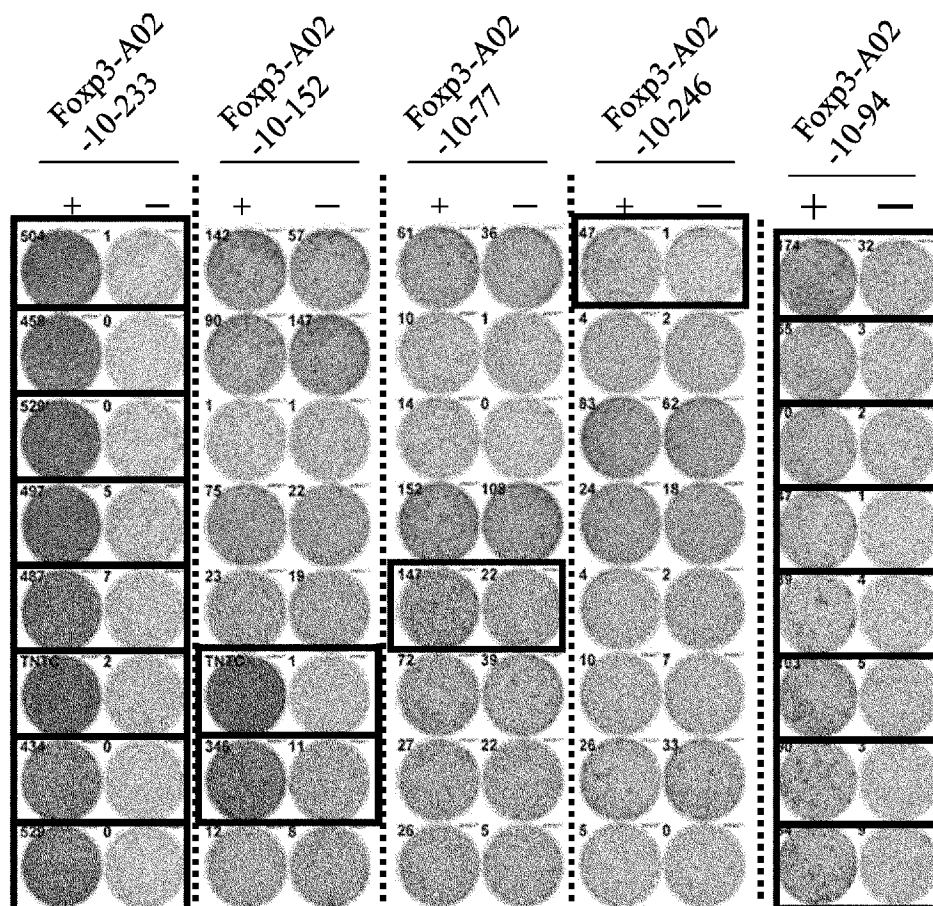 Foxp3-A02
-10-233
Foxp3-A02
-10-152
Foxp3-A02
-10-77
Foxp3-A02
-10-246
Foxp3-A02
-10-94
+ − + − + − + − + −
504 1 142 57 61 36 47 1 174 32
458 0 90 147 10 1 4 2 3
520 0 1 1 14 0 83 62 2
497 5 75 22 152 108 24 18 1
487 7 23 19 147 22 4 2 4
TNTC 2 TNTC 1 72 39 10 7 5
434 0 346 11 27 22 26 33 3
529 0 12 8 26 5 5 0